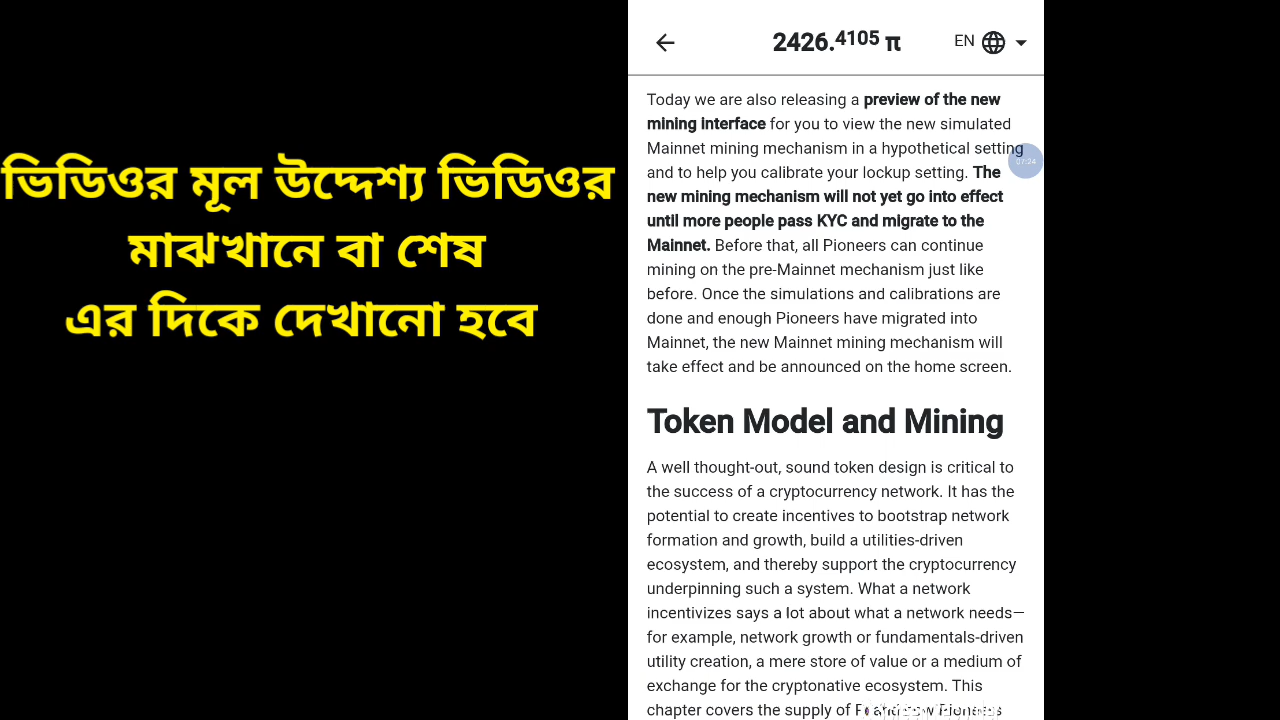 ভিডিওর মূল উদ্দেশ্য ভিডিওর
মাঝখানে বা শেষ
এর দিকে দেখানো হবে
2426.4105 π
EN
Today we are also releasing a preview of the new
mining interface for you to view the new simulated
Mainnet mining mechanism in a hypothetical setting
07:24
and to help you calibrate your lockup setting. The
new mining mechanism will not yet go into effect
until more people pass KYC and migrate to the
Mainnet. Before that, all Pioneers can continue
mining on the pre-Mainnet mechanism just like
before. Once the simulations and calibrations are
done and enough Pioneers have migrated into
Mainnet, the new Mainnet mining mechanism will
take effect and be announced on the home screen.
Token Model and Mining
A well thought-out, sound token design is critical to
the success of a cryptocurrency network. It has the
potential to create incentives to bootstrap network
formation and growth, build a utilities-driven
ecosystem, and thereby support the cryptocurrency
underpinning such a system. What a network
incentivizes says a lot about what a network needs—
for example, network growth or fundamentals-driven
utility creation, a mere store of value or a medium of
exchange for the cryptonative ecosystem. This
chapter covers the supply of